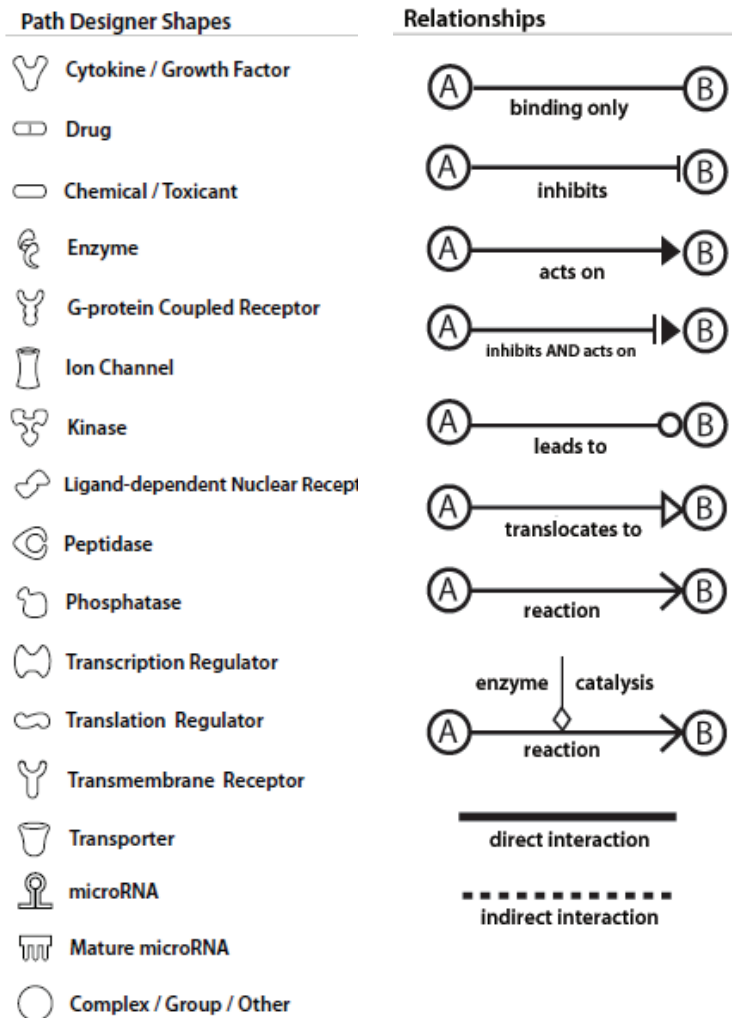 Path Designer Shapes
Cytokine / Growth Factor
Drug
Chemical / Toxicant
Enzyme
G-protein Coupled Receptor
Ion Channel
Kinase
Ligand-dependent Nuclear Recept
Peptidase
Phosphatase
Transcription Regulator
Translation Regulator
Transmembrane Receptor
Transporter
microRNA
Mature microRNA
Complex / Group / Other
Relationships
A B
binding only
A B
inhibits
A B
acts on
A B
inhibits AND acts on
A B
leads to
A B
translocates to
A B
reaction
enzyme catalysis
A B
reaction
direct interaction
indirect interaction